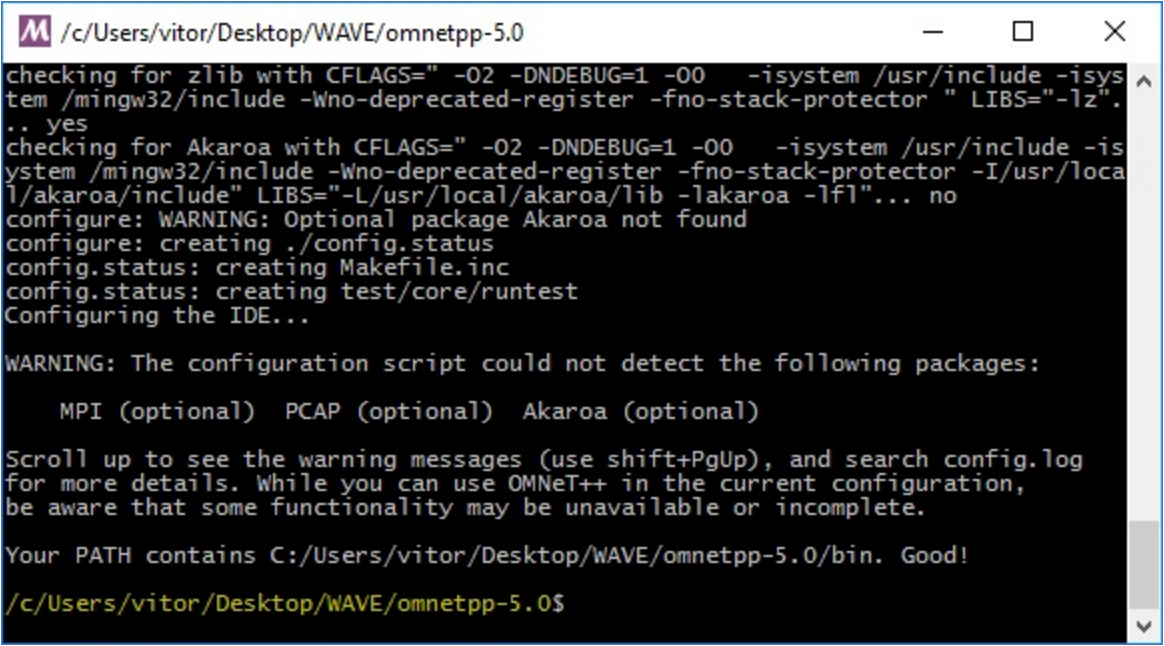 /c/Users/vitor/Desktop/WAVE/omnetpp-5.0
checking for zlib with CFLAGS=" -O2 -DNDEBUG=1 -O0   -isystem /usr/include -isys
tem /mingw32/include -Wno-deprecated-register -fno-stack-protector " LIBS="-lz".
.. yes
checking for Akaroa with CFLAGS=" -O2 -DNDEBUG=1 -O0   -isystem /usr/include -is
ystem /mingw32/include -Wno-deprecated-register -fno-stack-protector -I/usr/loca
l/akaroa/include" LIBS="-L/usr/local/akaroa/lib -lakaroa -lfl"... no
configure: WARNING: Optional package Akaroa not found
configure: creating ./config.status
config.status: creating Makefile.inc
config.status: creating test/core/runtest
Configuring the IDE...
WARNING: The configuration script could not detect the following packages:
    MPI (optional)  PCAP (optional)  Akaroa (optional)
Scroll up to see the warning messages (use shift+PgUp), and search config.log
for more details. While you can use OMNeT++ in the current configuration,
be aware that some functionality may be unavailable or incomplete.
Your PATH contains C:/Users/vitor/Desktop/WAVE/omnetpp-5.0/bin. Good!
/c/Users/vitor/Desktop/WAVE/omnetpp-5.0$